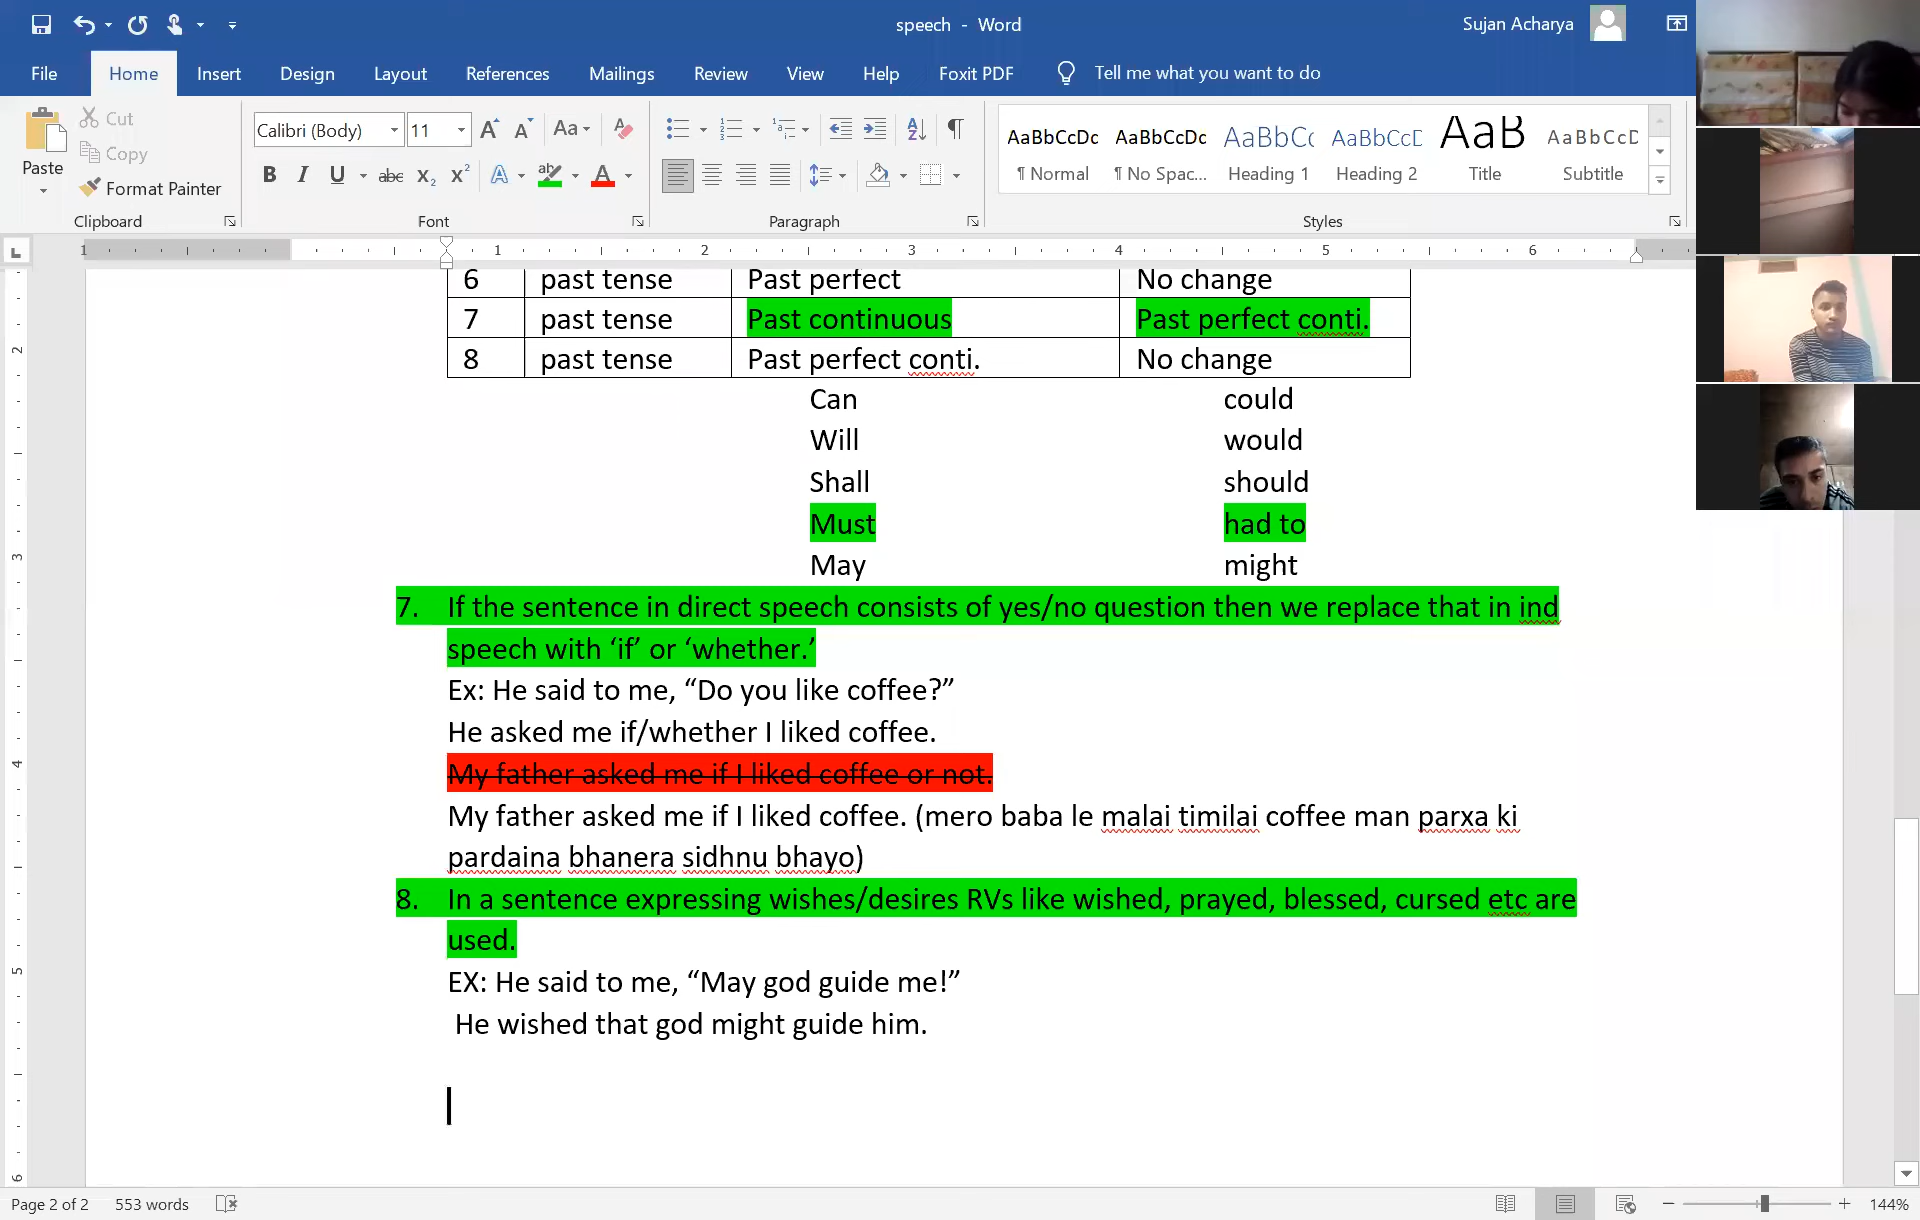 speech - Word
Sujan Acharya
File Home Insert Design Layout References Mailings Review View Help Foxit PDF Tell me what you want to do
Paste
Cut
Copy
Format Painter
Calibri (Body) 11
AaBbCcDc AaBbCcDc AaBbCc AaBbCcD AaB AaBbCcD
¶ Normal ¶ No Spac... Heading 1 Heading 2 Title Subtitle
Clipboard Font Paragraph Styles
1 1 2 3 4 5 6
6 past tense Past perfect No change
7 past tense Past continuous Past perfect conti.
8 past tense Past perfect conti. No change
Can could
Will would
Shall should
Must had to
May might
7. If the sentence in direct speech consists of yes/no question then we replace that in ind
speech with ‘if’ or ‘whether.’
Ex: He said to me, “Do you like coffee?”
He asked me if/whether I liked coffee.
My father asked me if I liked coffee or not.
My father asked me if I liked coffee. (mero baba le malai timilai coffee man parxa ki
pardaina bhanera sidhnu bhayo)
8. In a sentence expressing wishes/desires RVs like wished, prayed, blessed, cursed etc are
used.
EX: He said to me, “May god guide me!”
He wished that god might guide him.
Page 2 of 2 553 words 144%